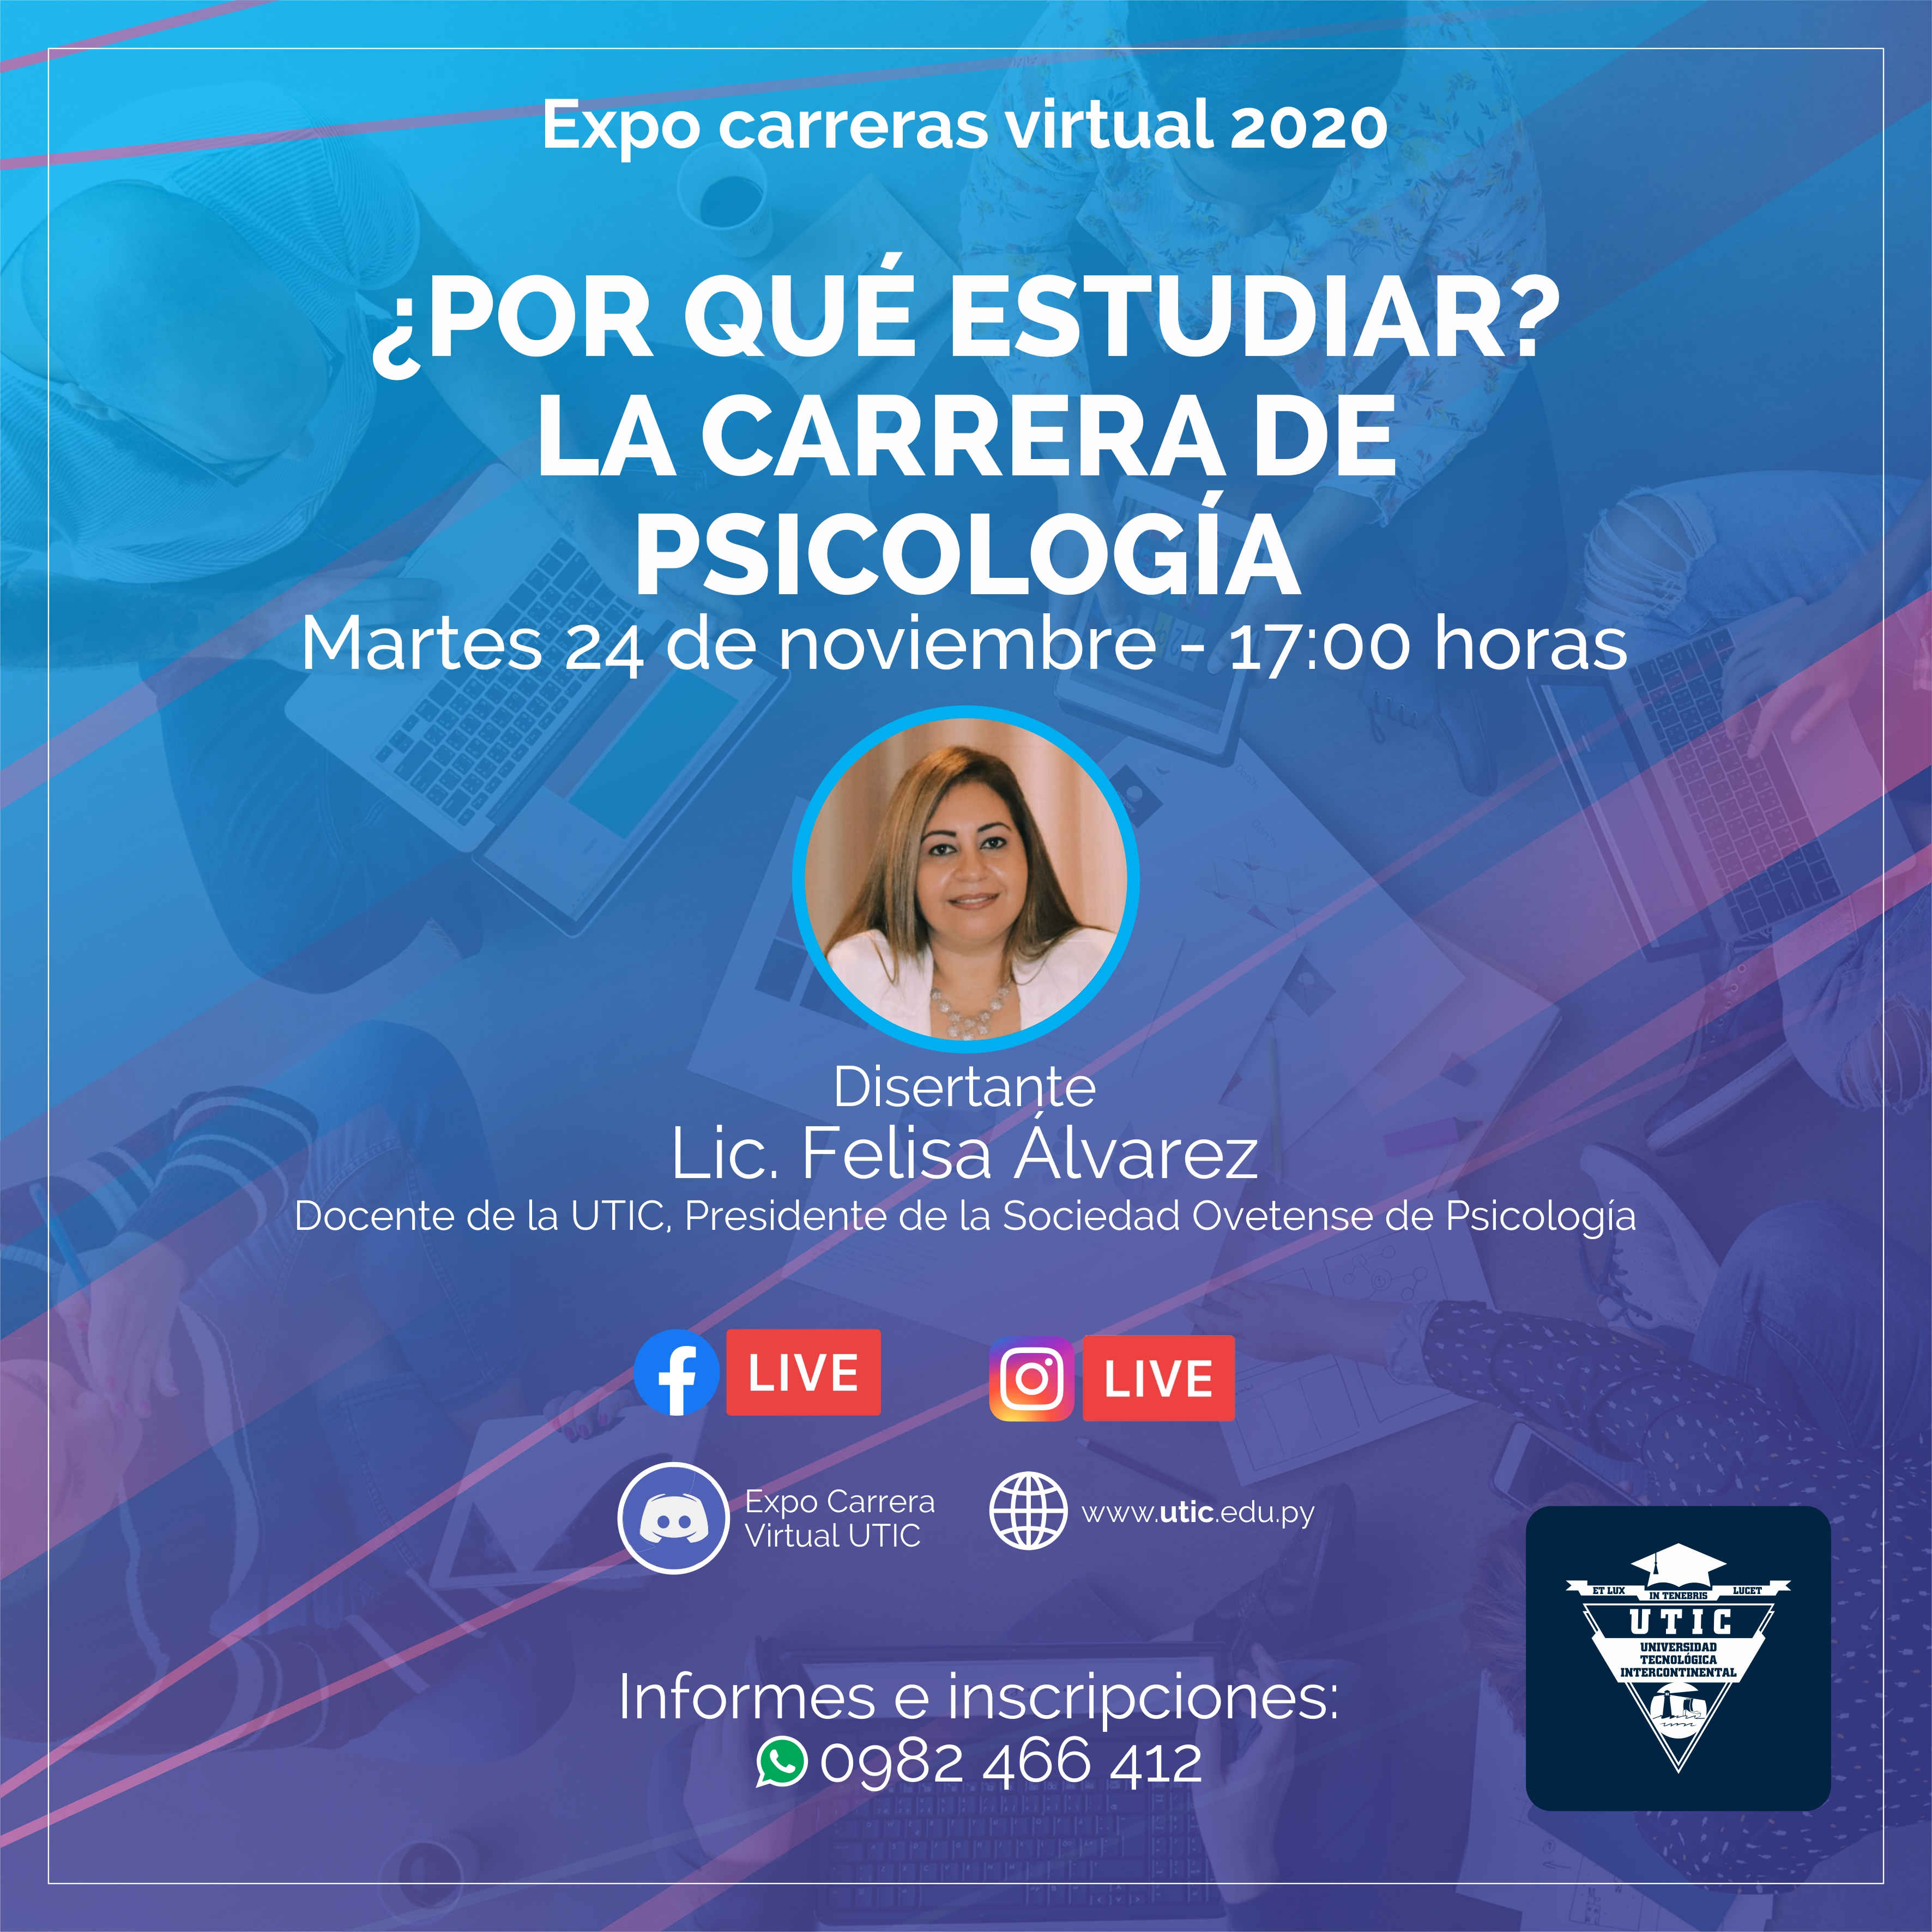 Expo carreras virtual 2020
¿POR QUÉ ESTUDIAR?
LA CARRERA DE
PSICOLOGÍA
Martes 24 de noviembre - 17:00 horas
Disertante
Lic. Felisa Álvarez
Docente de la UTIC, Presidente de la Sociedad Ovetense de Psicología
LIVE
LIVE
Expo Carrera
Virtual UTIC
www.utic.edu.py
ET LUX IN TENEBRIS LUCET
UTIC
UNIVERSIDAD
TECNOLÓGICA
INTERCONTINENTAL
Informes e inscripciones:
0982 466 412